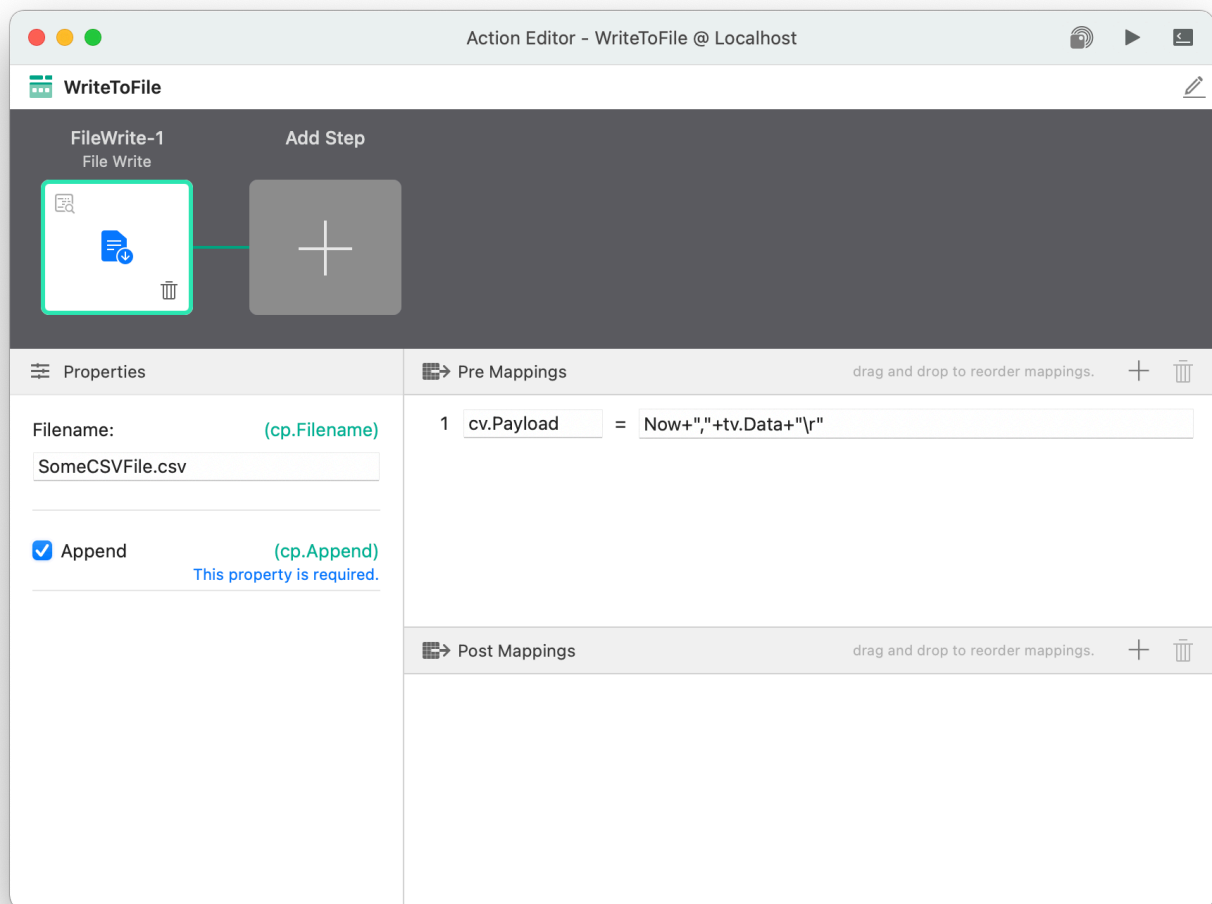 Action Editor - WriteToFile @ Localhost
WriteToFile
FileWrite-1
File Write
Add Step
Properties
Filename: (cp.Filename)
SomeCSVFile.csv
Append (cp.Append)
This property is required.
Pre Mappings drag and drop to reorder mappings.
1 cv.Payload = Now+","+tv.Data+"\r"
Post Mappings drag and drop to reorder mappings.